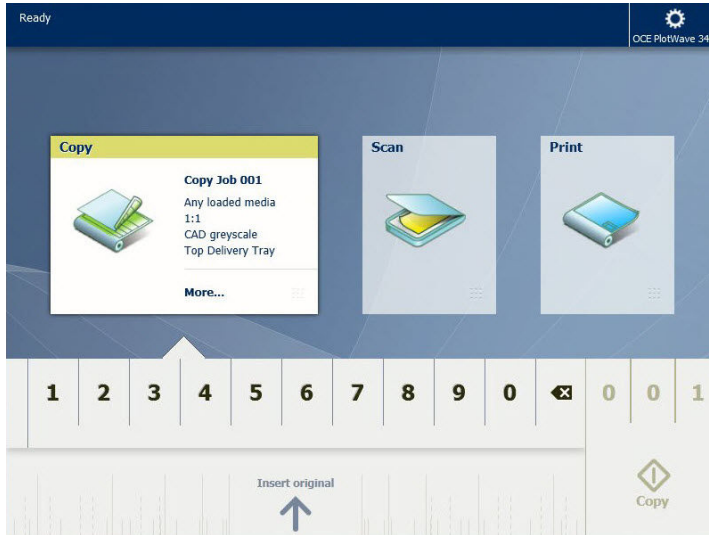 Ready
OCE PlotWave 34
Copy
Copy Job 001
Any loaded media
1:1
CAD greyscale
Top Delivery Tray
More...
Scan
Print
1 2 3 4 5 6 7 8 9 0 0 0 1
Insert original
Copy